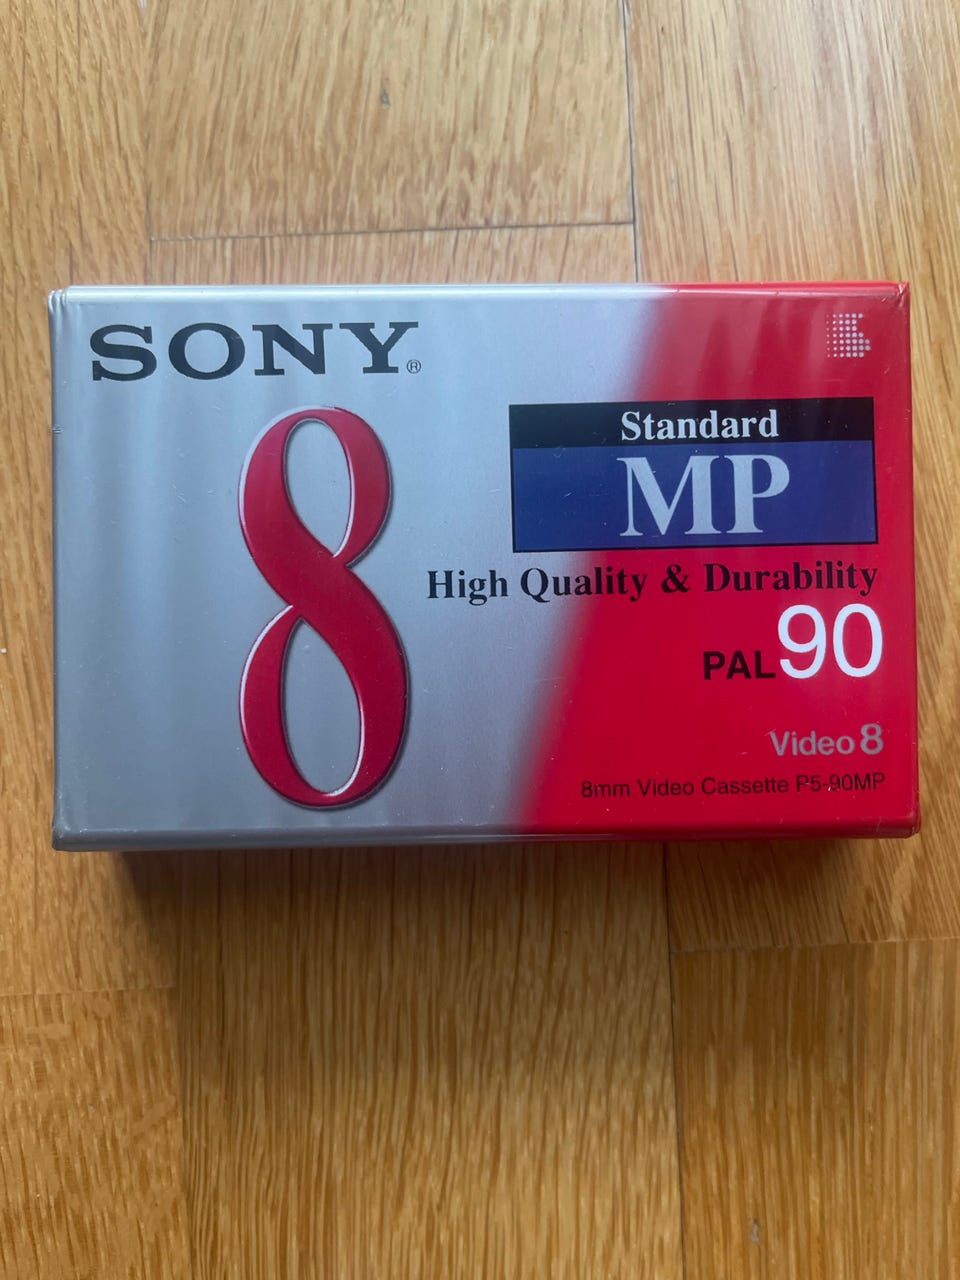 SONY®
8
Standard
MP
High Quality & Durability
PAL 90
Video 8
8mm Video Cassette P5-90MP